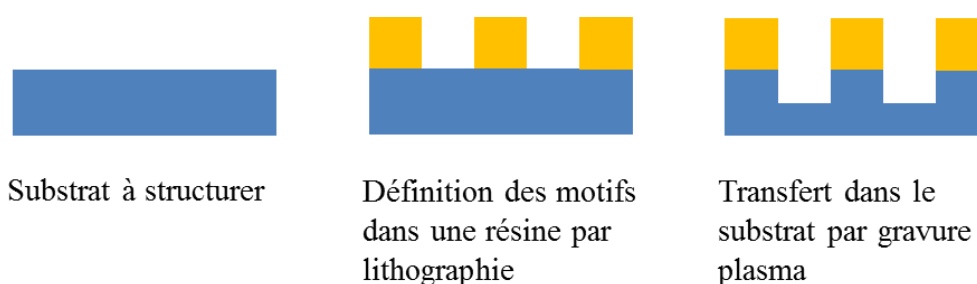 Substrat à structurer
Définition des motifs
dans une résine par
lithographie
Transfert dans le
substrat par gravure
plasma